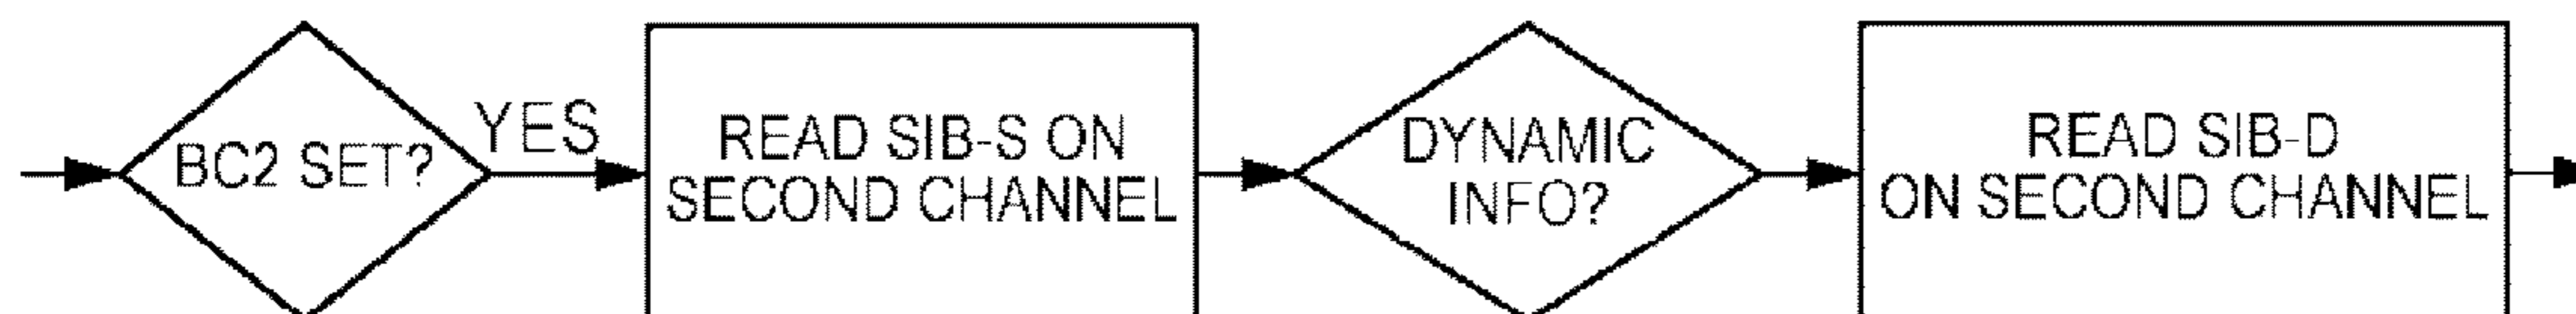 BC2 SET?
YES
READ SIB-S ON
SECOND CHANNEL
DYNAMIC
INFO?
READ SIB-D
ON SECOND CHANNEL